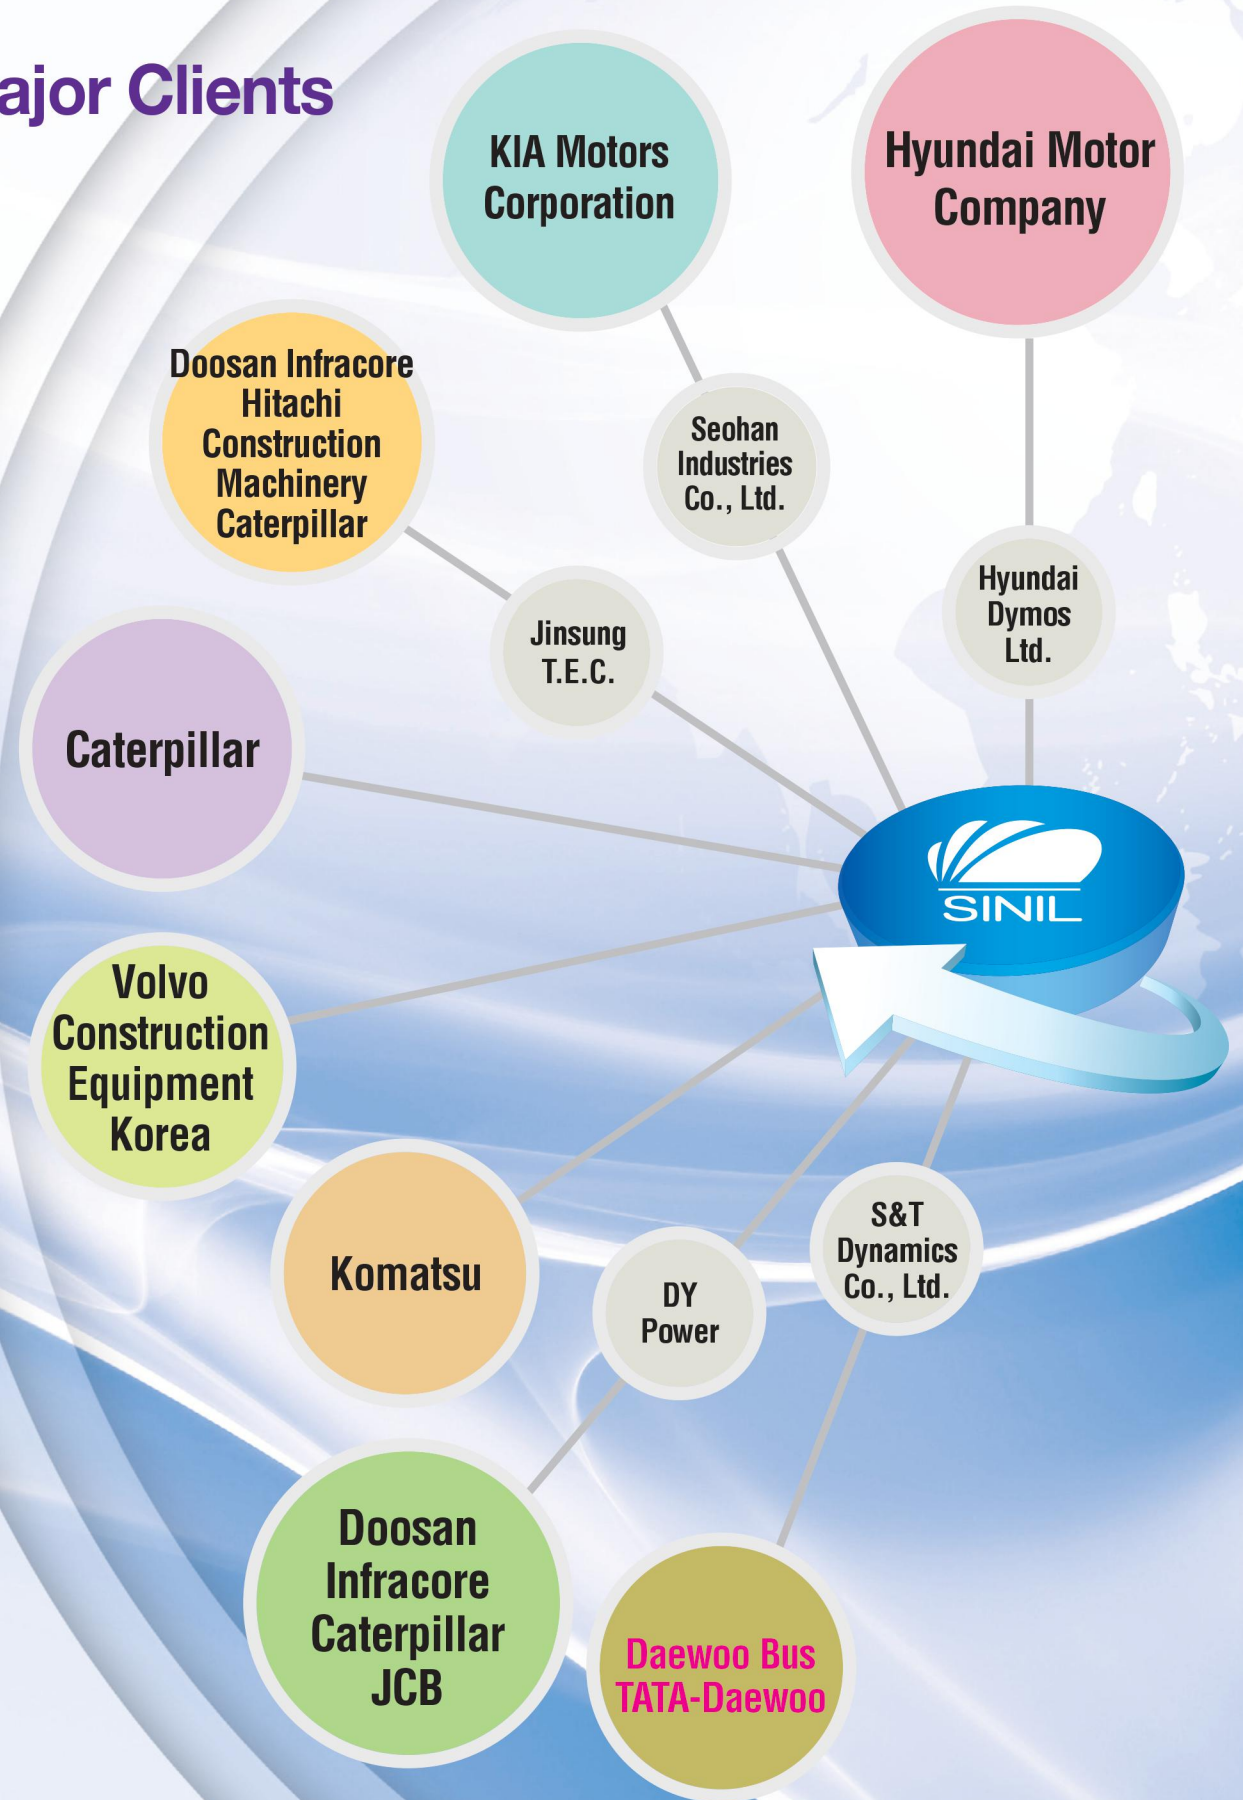 ajor Clients
KIA Motors
Corporation
Hyundai Motor
Company
Doosan Infracore
Hitachi
Construction
Machinery
Caterpillar
Seohan
Industries
Co., Ltd.
Hyundai
Dymos
Ltd.
Jinsung
T.E.C.
Caterpillar
SINIL
Volvo
Construction
Equipment
Korea
Komatsu
DY
Power
S&T
Dynamics
Co., Ltd.
Doosan
Infracore
Caterpillar
JCB
Daewoo Bus
TATA-Daewoo